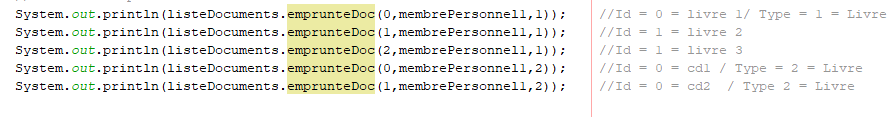 System.out.println(listeDocuments.emprunteDoc(0,membrePersonnel1,1)); //Id = 0 = livre 1/ Type = 1 = Livre
System.out.println(listeDocuments.emprunteDoc(1,membrePersonnel1,1)); //Id = 1 = livre 2
System.out.println(listeDocuments.emprunteDoc(2,membrePersonnel1,1)); //Id = 1 = livre 3
System.out.println(listeDocuments.emprunteDoc(0,membrePersonnel1,2)); //Id = 0 = cd1 / Type = 2 = Livre
System.out.println(listeDocuments.emprunteDoc(1,membrePersonnel1,2)); //Id = 0 = cd2 / Type 2 = Livre